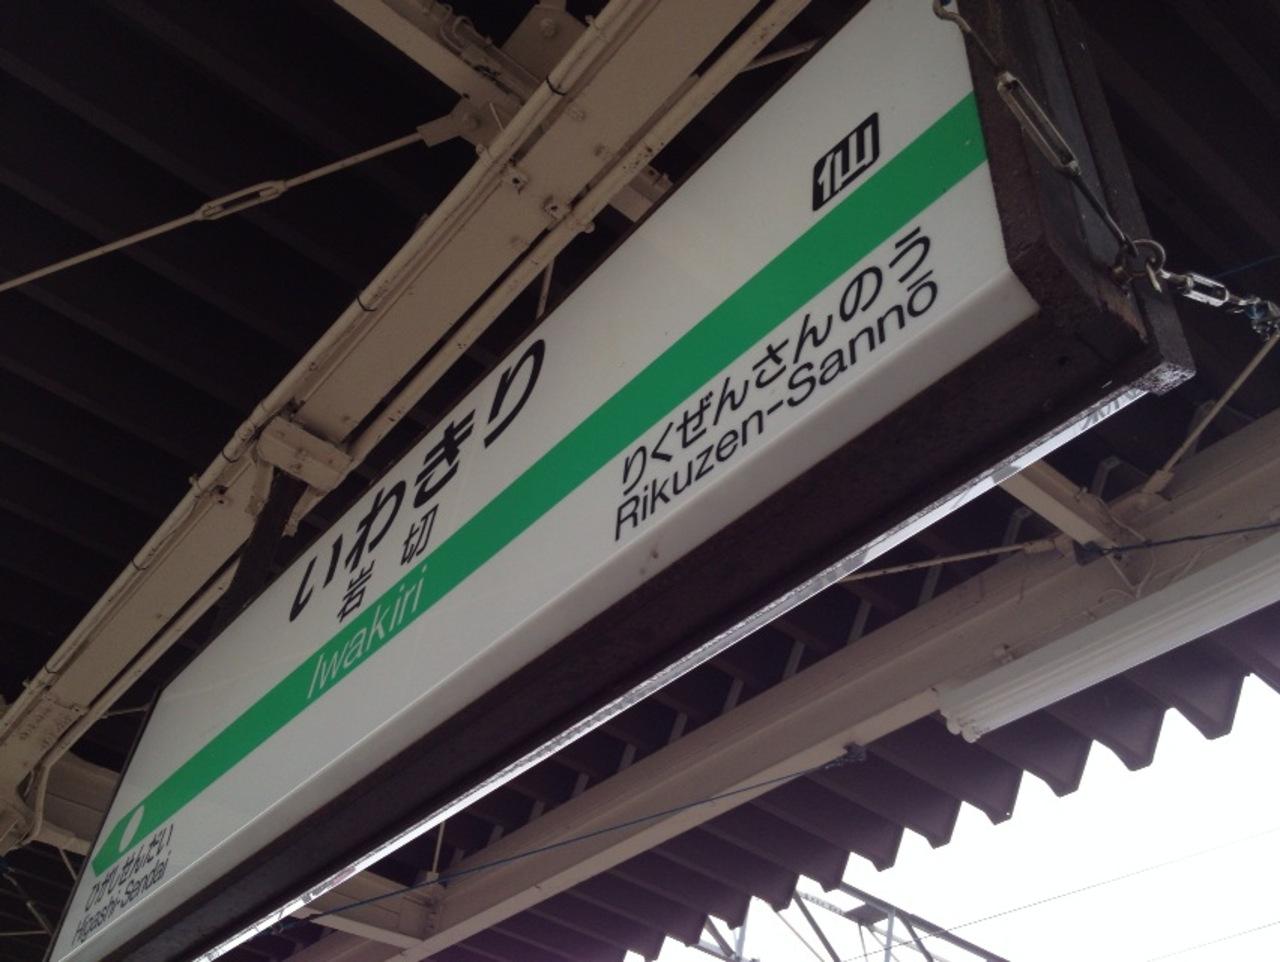 仙
いわきり
岩切
Iwakiri
りくぜんさんのう
Rikuzen-Sannō
ひがしせんだい
Higashi-Sendai